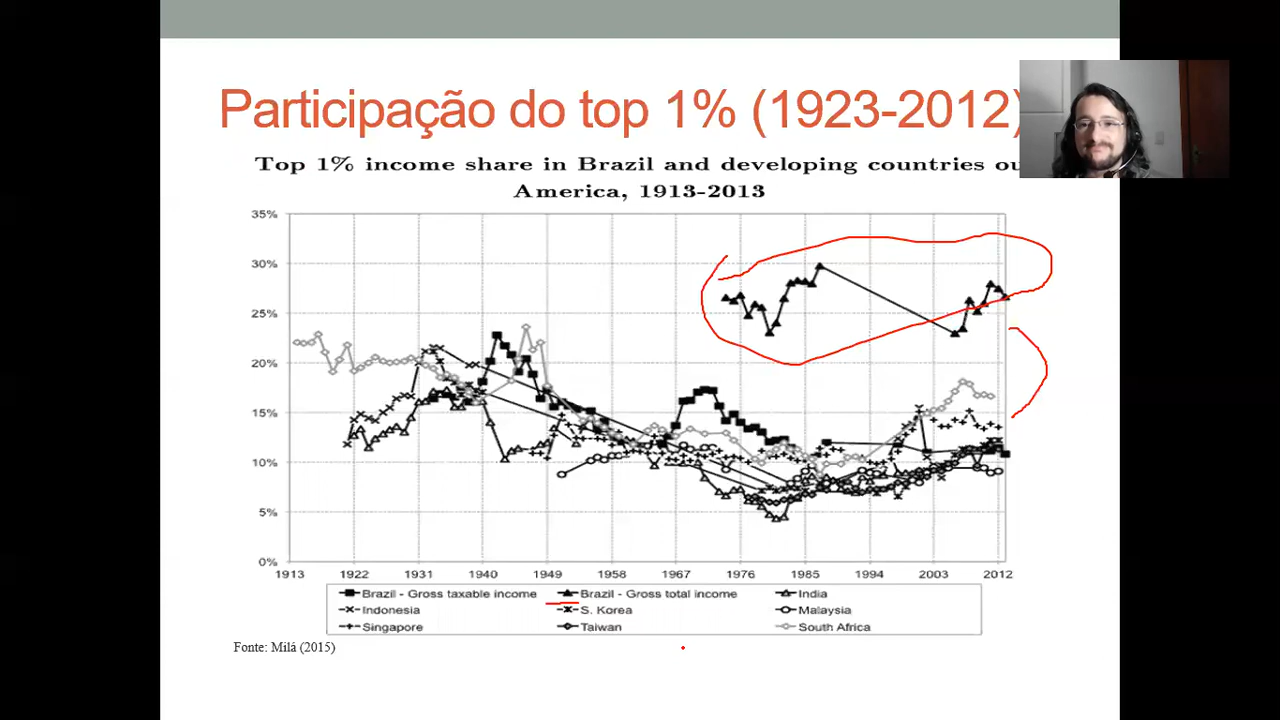 Participação do top 1% (1923-2012)
Top 1% income share in Brazil and developing countries ou
America, 1913-2013
35%
30%
25%
20%
15%
10%
5%
0%
1913 1922 1931 1940 1949 1958 1967 1976 1985 1994 2003 2012
Brazil - Gross taxable income Brazil - Gross total income India
Indonesia S. Korea Malaysia
Singapore Taiwan South Africa
Fonte: Milá (2015)